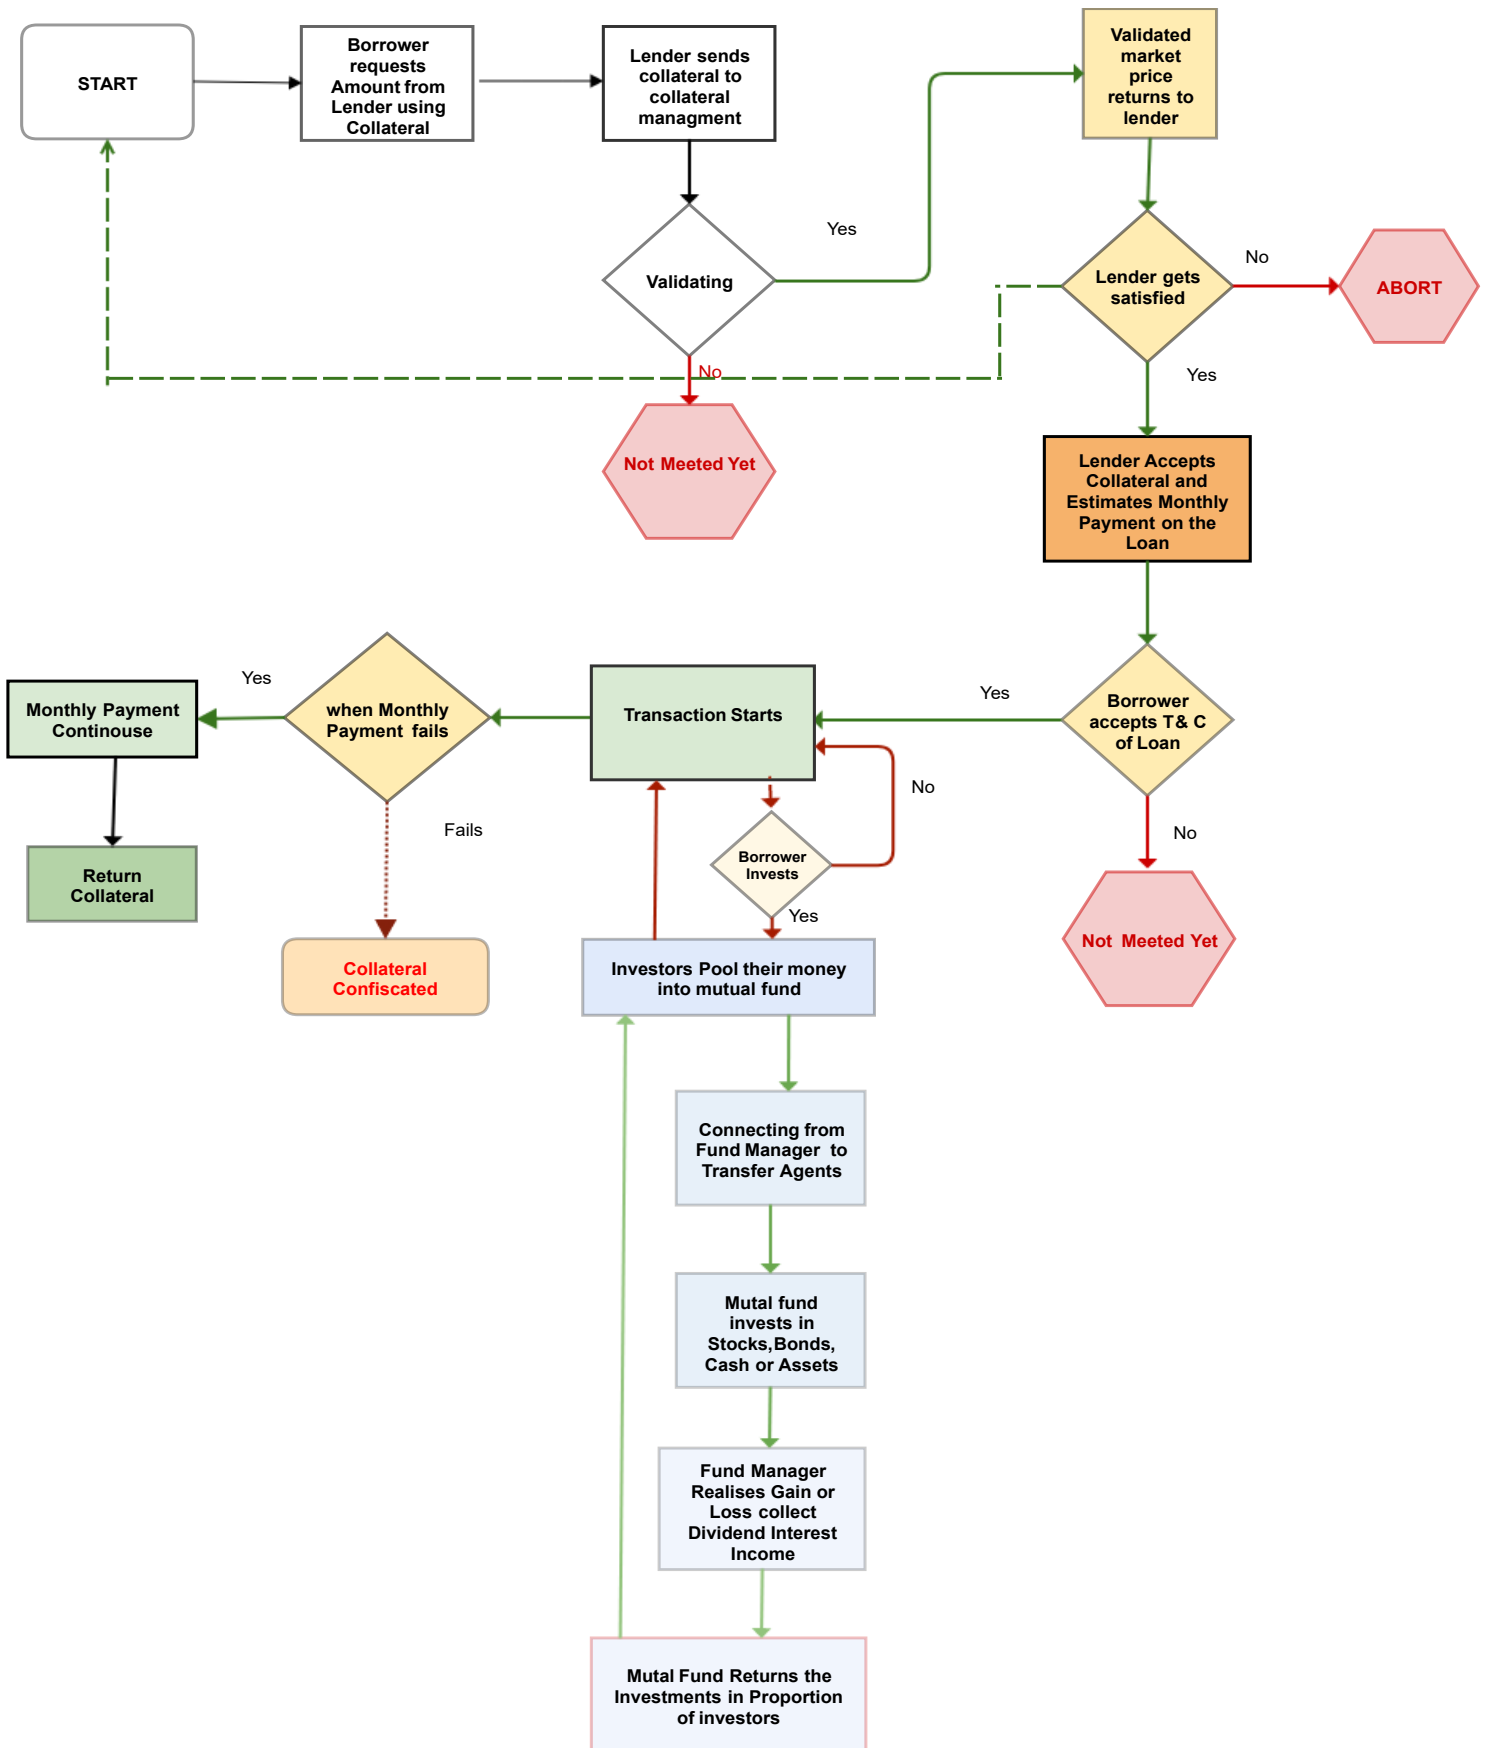 START
Borrower
requests
Amount from
Lender using
Collateral
Lender sends
collateral to
collateral
managment
Validated
market
price
returns to
lender
Yes
Validating
No
Not Meeted Yet
Lender gets
satisfied
No
ABORT
Yes
Lender Accepts
Collateral and
Estimates Monthly
Payment on the
Loan
Borrower
accepts T & C
of Loan
Yes
No
Not Meeted Yet
Transaction Starts
No
Borrower
Invests
Yes
when Monthly
Payment fails
Yes
Monthly Payment
Continouse
Return
Collateral
Fails
Collateral
Confiscated
Investors Pool their money
into mutual fund
Connecting from
Fund Manager to
Transfer Agents
Mutal fund
invests in
Stocks,Bonds,
Cash or Assets
Fund Manager
Realises Gain or
Loss collect
Dividend Interest
Income
Mutal Fund Returns the
Investments in Proportion
of investors